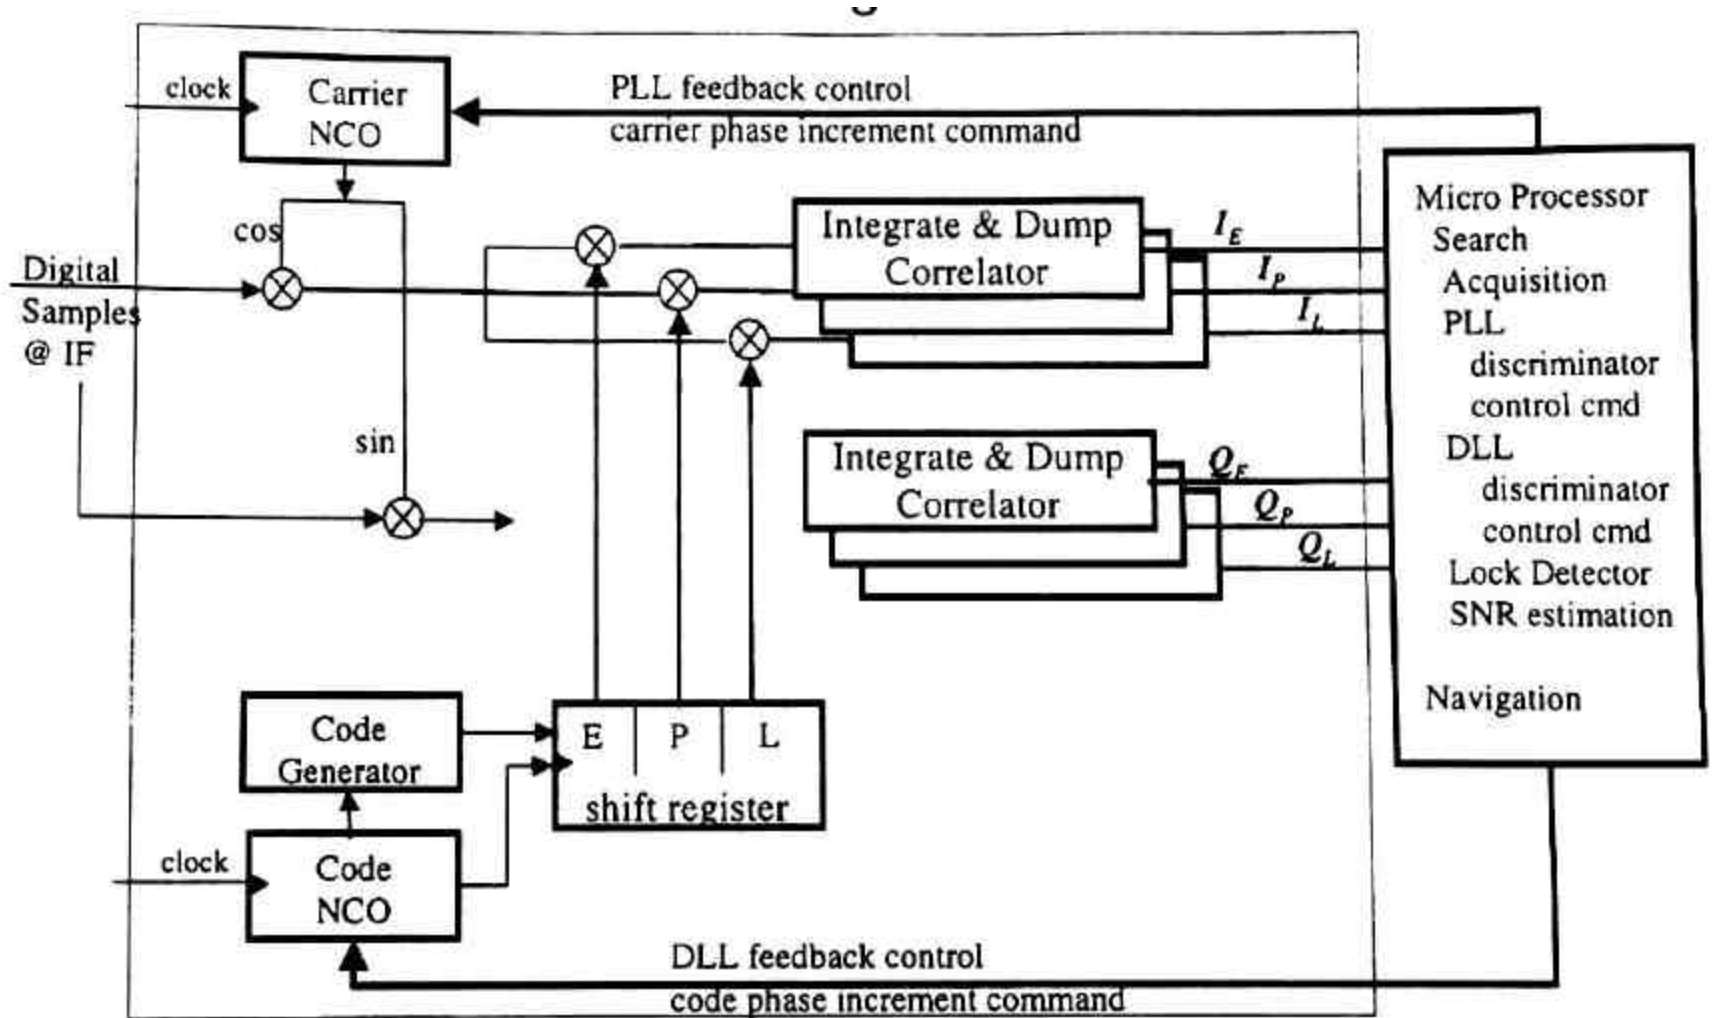 clock
Carrier
NCO
PLL feedback control
carrier phase increment command
cos
Digital
Samples
@ IF
sin
Integrate & Dump
Correlator
I_E
I_P
I_L
Integrate & Dump
Correlator
Q_E
Q_P
Q_L
Micro Processor
Search
Acquisition
PLL
discriminator
control cmd
DLL
discriminator
control cmd
Lock Detector
SNR estimation
Navigation
Code
Generator
E P L
shift register
clock
Code
NCO
DLL feedback control
code phase increment command